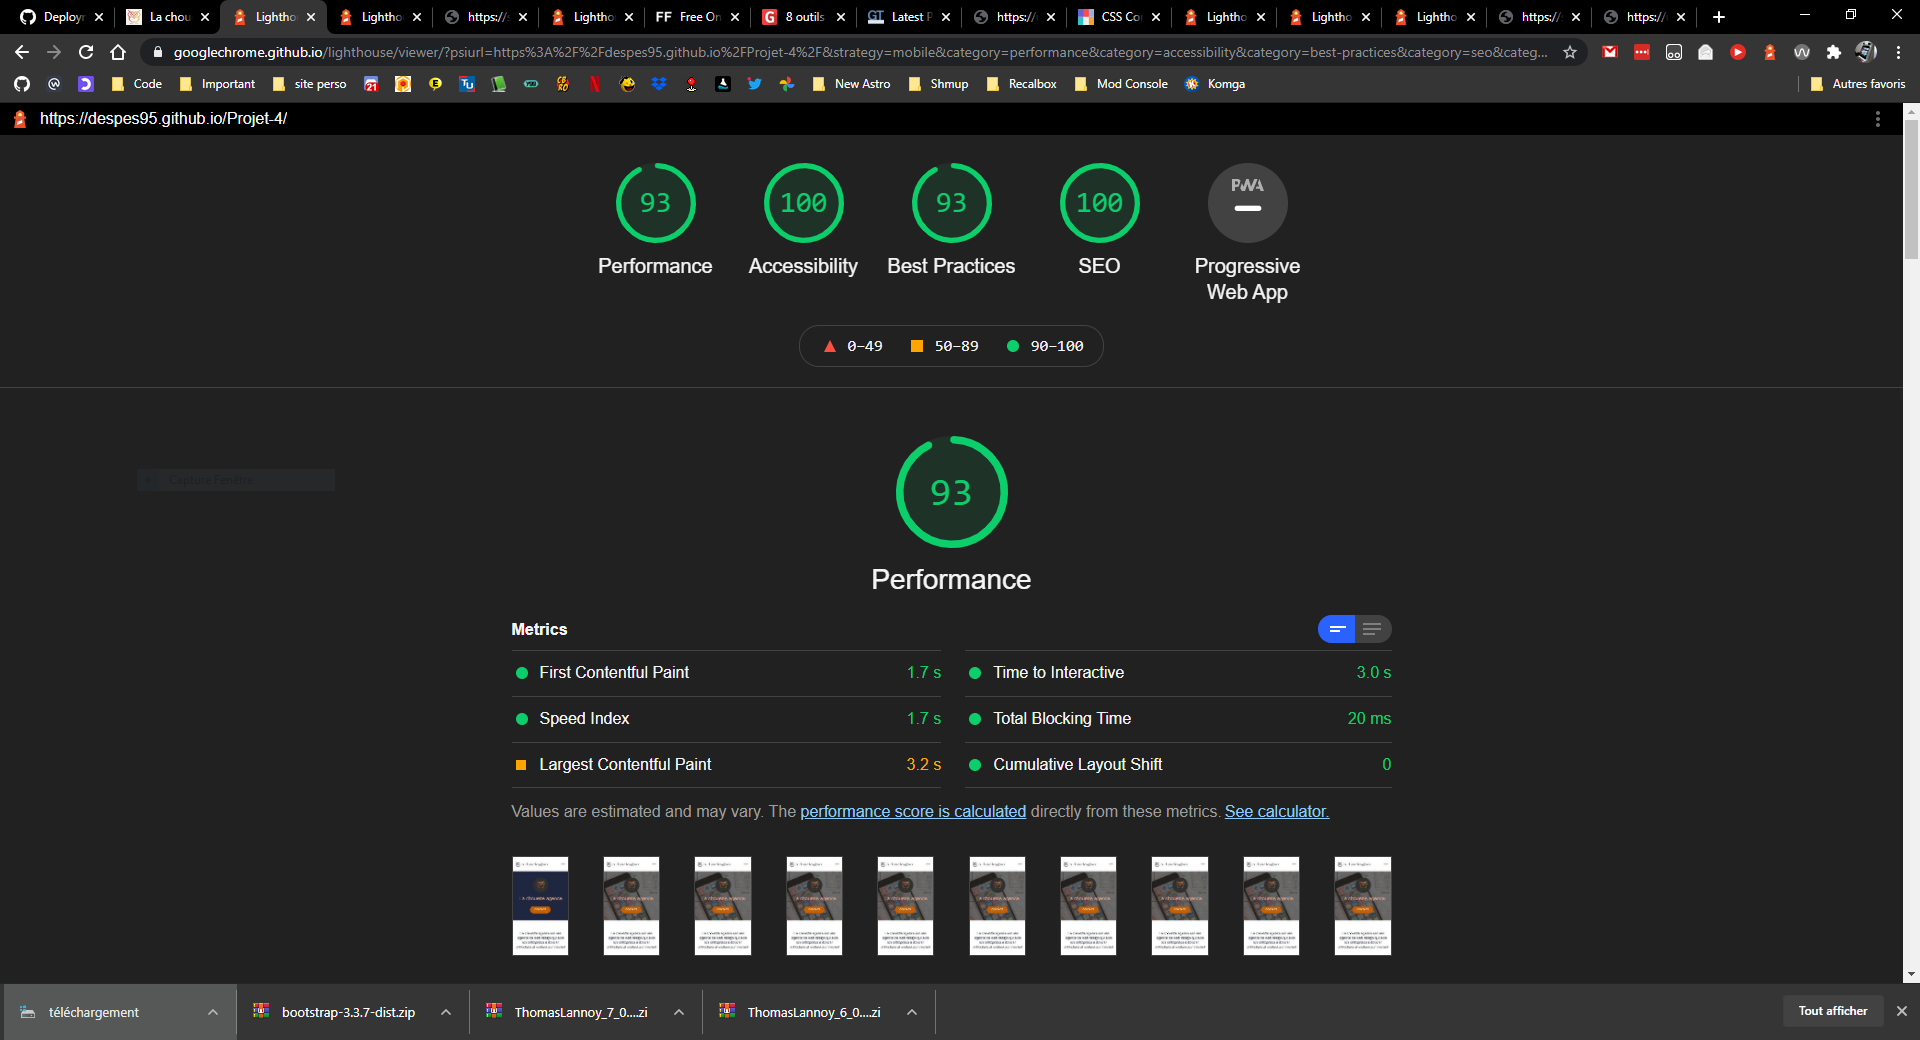 Deployr
La chou
Lightho
Lightho
https://s
Lightho
Free On
8 outils
Latest P
https://
CSS Co
Lightho
Lightho
Lightho
https://s
https://
googlechrome.github.io/lighthouse/viewer/?psiurl=https%3A%2F%2Fdespes95.github.io%2FProjet-4%2F&strategy=mobile&category=performance&category=accessibility&category=best-practices&category=seo&categ...
Code
Important
site perso
New Astro
Shmup
Recalbox
Mod Console
Komga
Autres favoris
https://despes95.github.io/Projet-4/
93
100
93
100
PWA
Performance
Accessibility
Best Practices
SEO
Progressive
Web App
0–49
50–89
90–100
Capture Fenêtre
93
Performance
Metrics
First Contentful Paint
1.7 s
Time to Interactive
3.0 s
Speed Index
1.7 s
Total Blocking Time
20 ms
Largest Contentful Paint
3.2 s
Cumulative Layout Shift
0
Values are estimated and may vary. The performance score is calculated directly from these metrics. See calculator.
téléchargement
bootstrap-3.3.7-dist.zip
ThomasLannoy_7_0....zi
ThomasLannoy_6_0....zi
Tout afficher